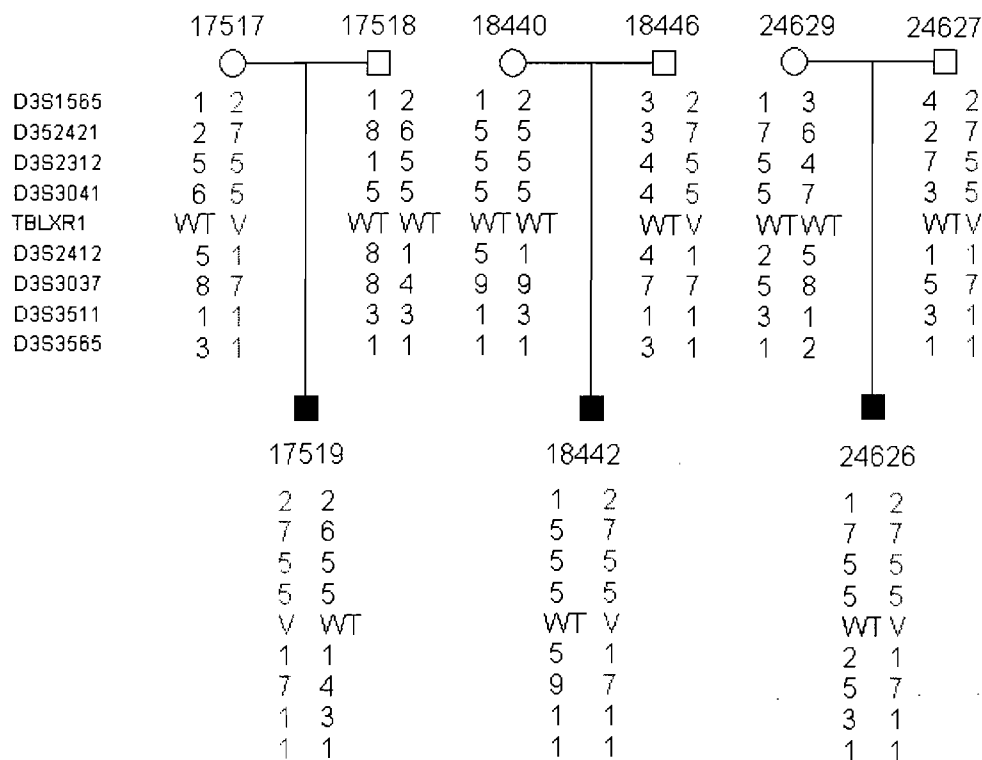 17517 17518 18440 18446 24629 24627
D3S1565 1 2 1 2 1 2 3 2 1 3 4 2
D352421 2 7 8 6 5 5 3 7 7 6 2 7
D3S2312 5 5 1 5 5 5 4 5 5 4 7 5
D3S3041 6 5 5 5 5 5 4 5 5 7 3 5
TBLXR1 WT V WT WT WT WT WT V WT WT WT V
D3S2412 5 1 8 1 5 1 4 1 2 5 1 1
D3S3037 8 7 8 4 9 9 7 7 5 8 5 7
D3S3511 1 1 3 3 1 3 1 1 3 1 3 1
D3S3565 3 1 1 1 1 1 3 1 1 2 1 1
17519 18442 24626
2 2 1 2 1 2
7 6 5 7 7 7
5 5 5 5 5 5
5 5 5 5 5 5
V WT WT V WT V
1 1 5 1 2 1
7 4 9 7 5 7
1 3 1 1 3 1
1 1 1 1 1 1